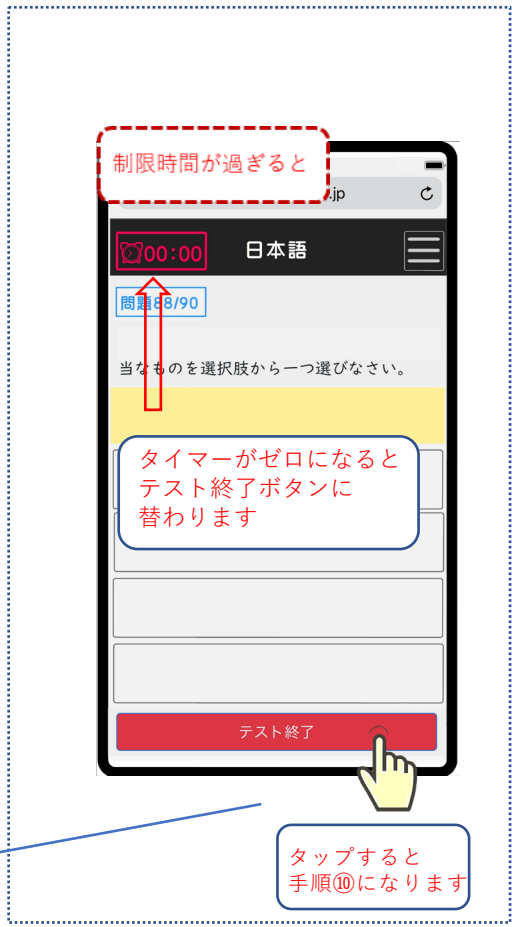 制限時間が過ぎると
.jp
00:00 日本語
問題88/90
当なものを選択肢から一つ選びなさい。
タイマーがゼロになると
テスト終了ボタンに
替わります
テスト終了
タップすると
手順⑩になります